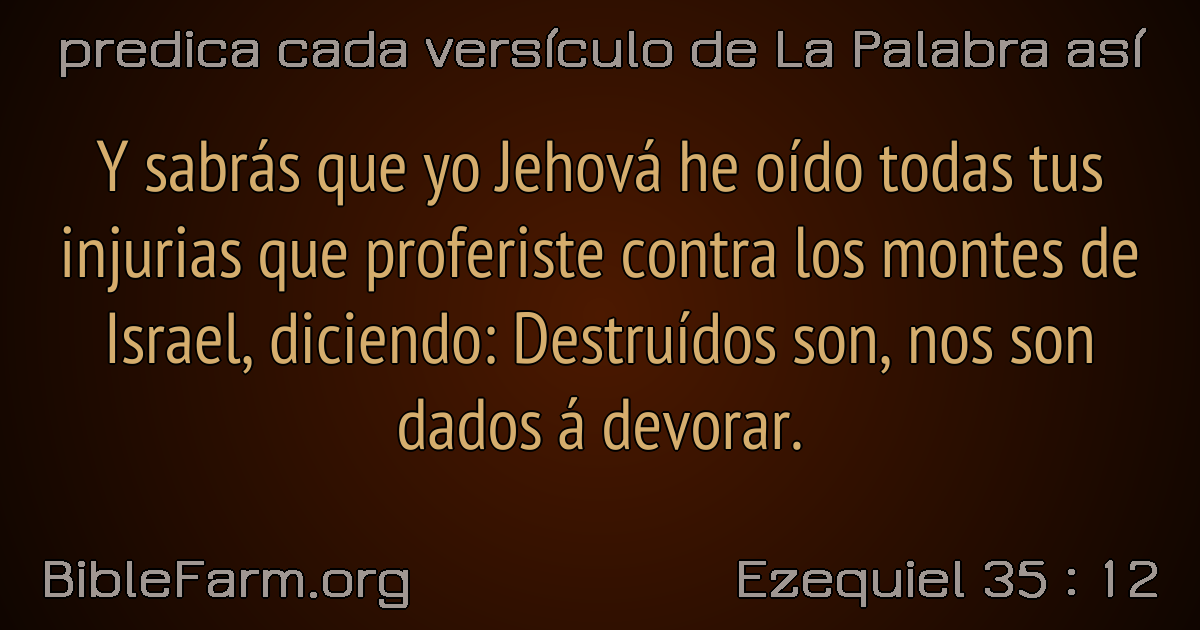 predica cada versículo de La Palabra así
Y sabrás que yo Jehová he oído todas tus
injurias que proferiste contra los montes de
Israel, diciendo: Destruídos son, nos son
dados á devorar.
BibleFarm.org
Ezequiel 35 : 12